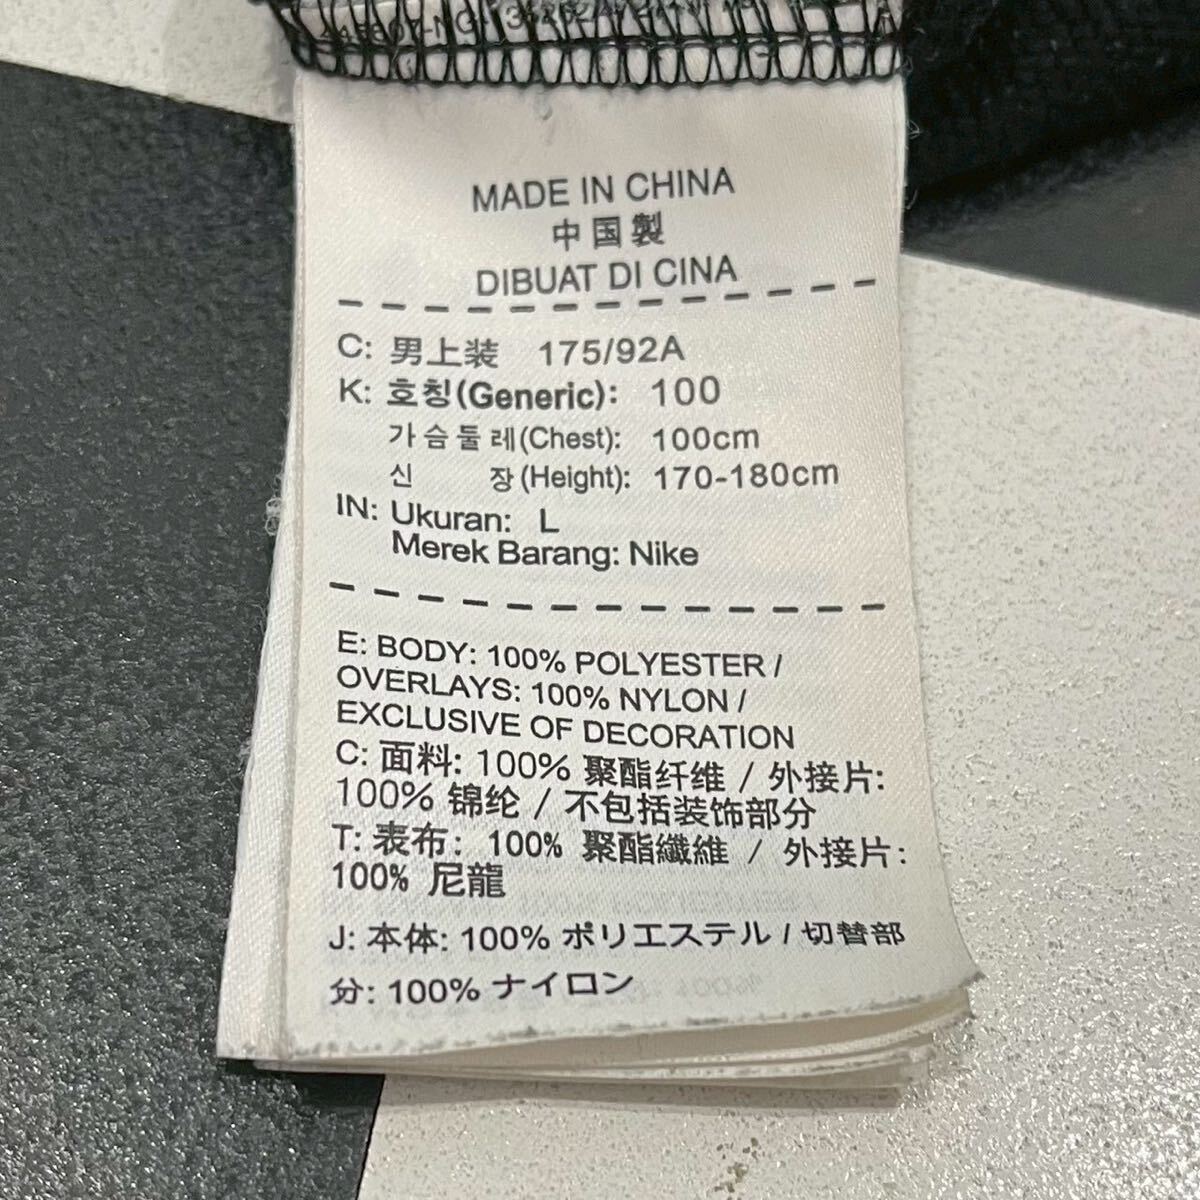 MADE IN CHINA
中国製
DIBUAT DI CINA
C: 男上装 175/92A
K: 호칭(Generic): 100
가슴둘레(Chest): 100cm
신 장(Height): 170-180cm
IN: Ukuran: L
Merek Barang: Nike
E: BODY: 100% POLYESTER /
OVERLAYS: 100% NYLON /
EXCLUSIVE OF DECORATION
C: 面料: 100% 聚酯纤维 / 外接片:
100% 锦纶 / 不包括装饰部分
T: 表布: 100% 聚酯纖維 / 外接片:
100% 尼龍
J: 本体: 100% ポリエステル / 切替部
分: 100% ナイロン